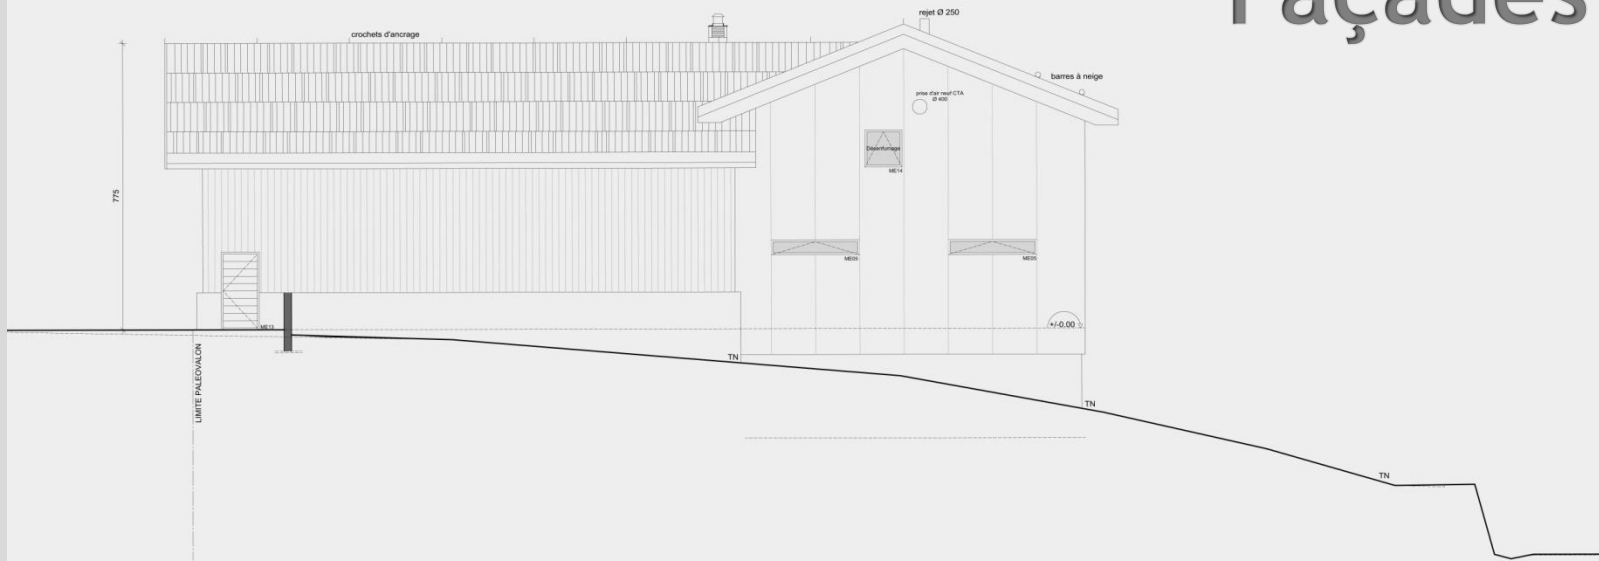 Façades
rejet Ø 250
crochets d'ancrage
barres à neige
prise d'air neuf CTA
Ø 400
Désenfumage
ME14
775
ME05
ME13
+/-0,00
LIMITE PALEOVALON
TN
TN
TN